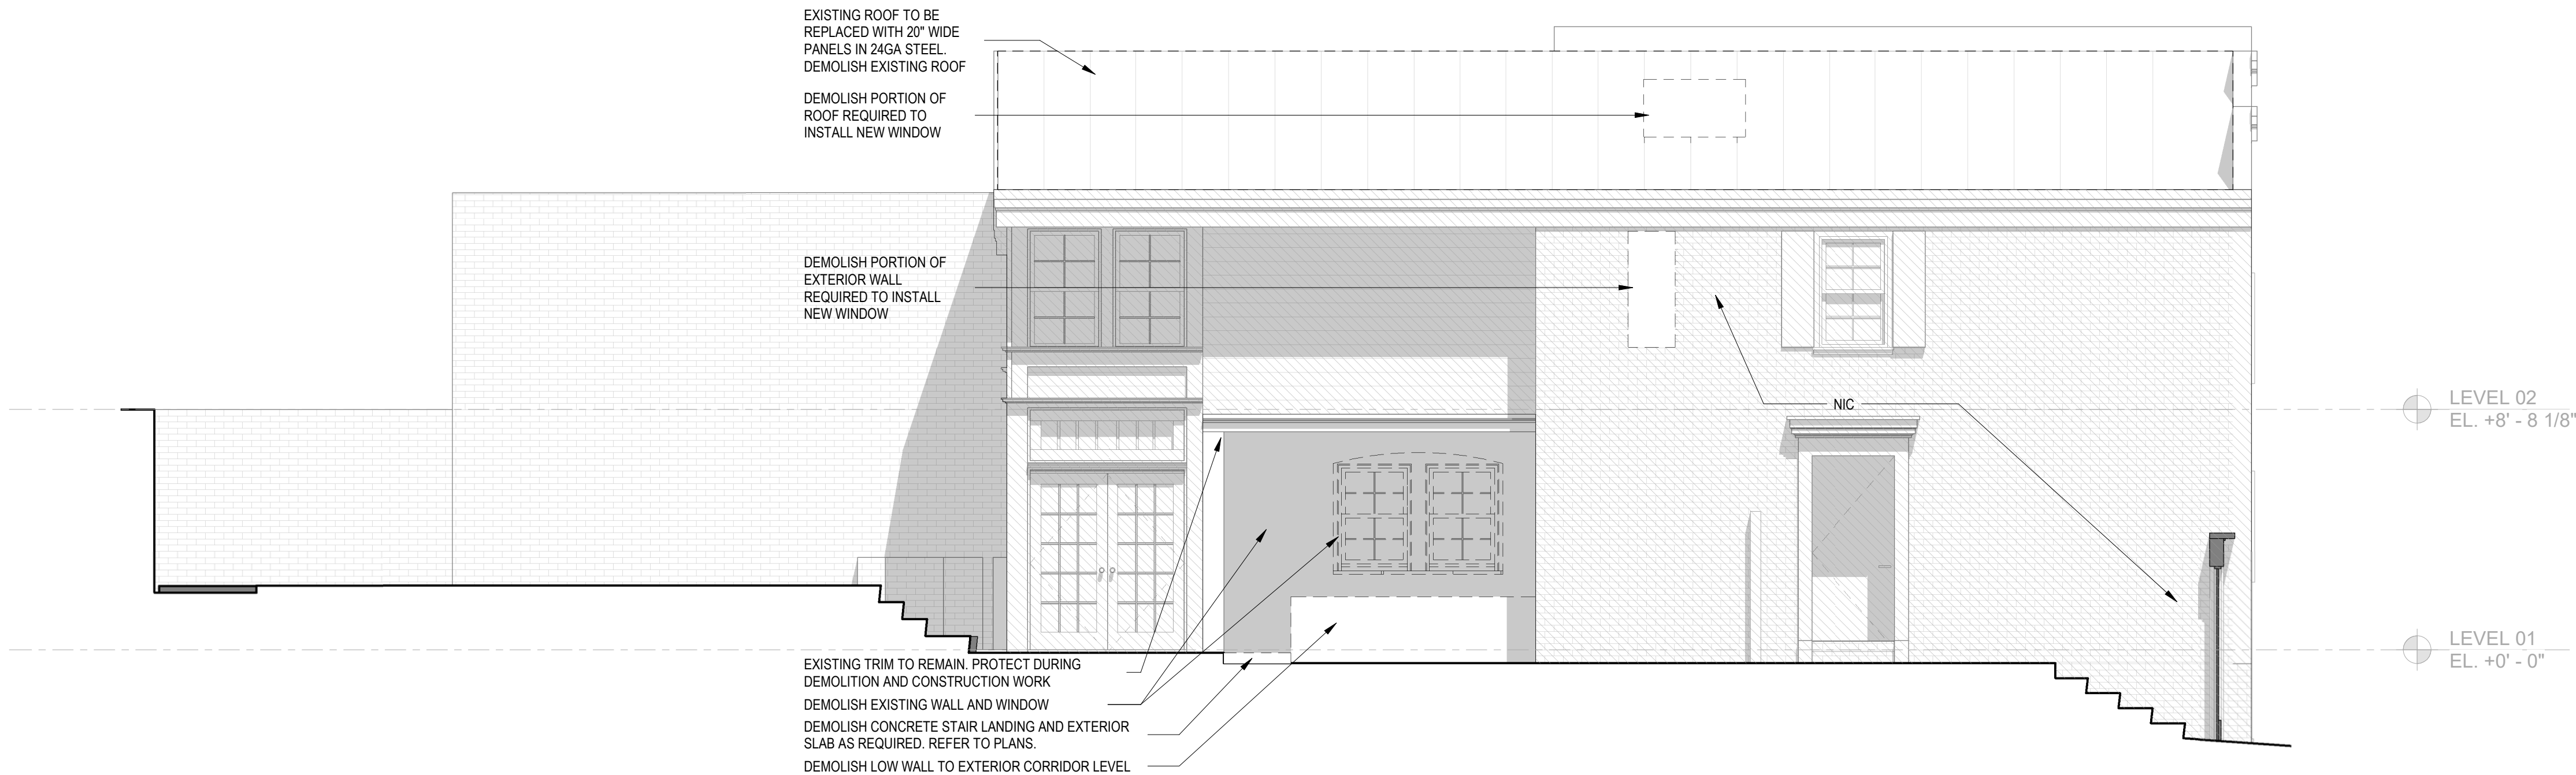 EXISTING ROOF TO BE
REPLACED WITH 20" WIDE
PANELS IN 24GA STEEL.
DEMOLISH EXISTING ROOF
DEMOLISH PORTION OF
ROOF REQUIRED TO
INSTALL NEW WINDOW
DEMOLISH PORTION OF
EXTERIOR WALL
REQUIRED TO INSTALL
NEW WINDOW
NIC
LEVEL 02
EL. +8' - 8 1/8"
LEVEL 01
EL. +0' - 0"
EXISTING TRIM TO REMAIN. PROTECT DURING
DEMOLITION AND CONSTRUCTION WORK
DEMOLISH EXISTING WALL AND WINDOW
DEMOLISH CONCRETE STAIR LANDING AND EXTERIOR
SLAB AS REQUIRED. REFER TO PLANS.
DEMOLISH LOW WALL TO EXTERIOR CORRIDOR LEVEL